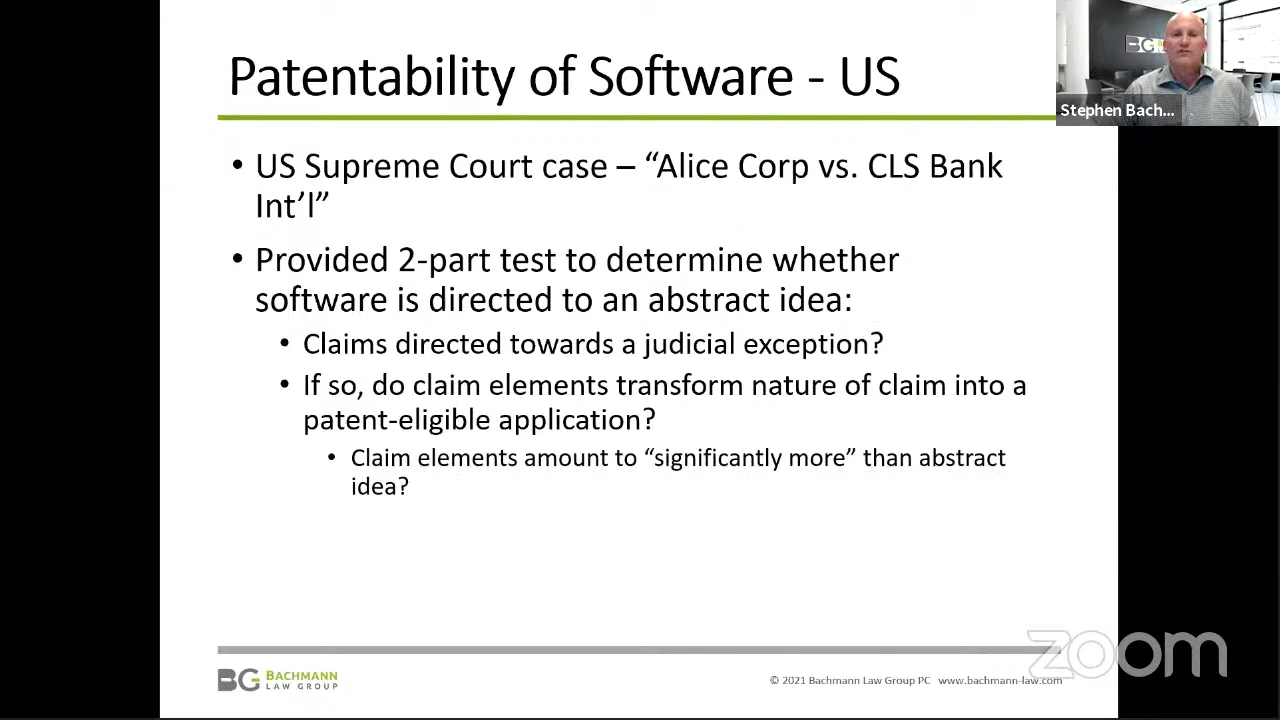 Patentability of Software - US
Stephen Bach...
• US Supreme Court case – “Alice Corp vs. CLS Bank
Int’l”
• Provided 2-part test to determine whether
software is directed to an abstract idea:
• Claims directed towards a judicial exception?
• If so, do claim elements transform nature of claim into a
patent-eligible application?
• Claim elements amount to “significantly more” than abstract
idea?
zoom
BG BACHMANN
LAW GROUP
© 2021 Bachmann Law Group PC www.bachmann-law.com